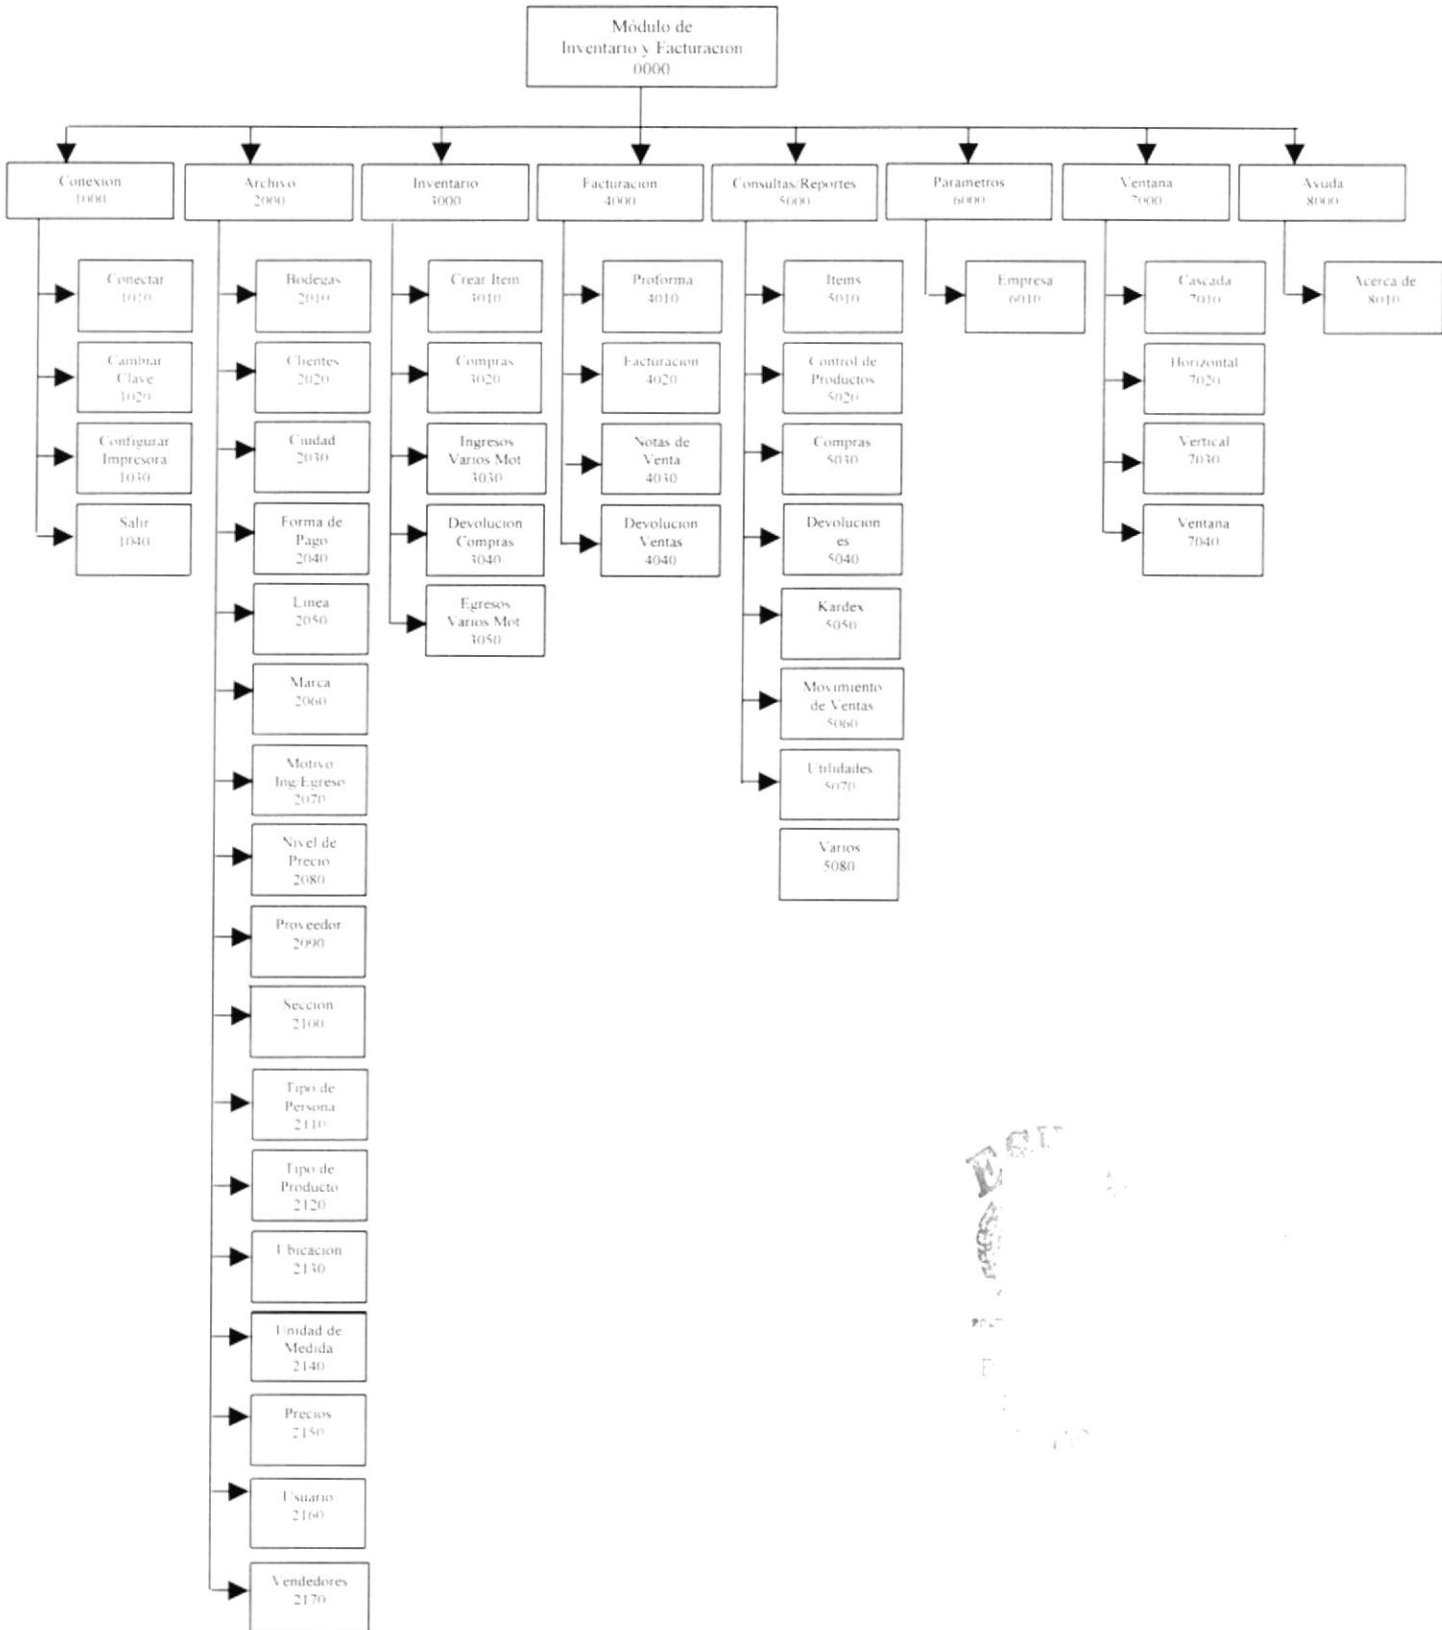 Módulo de
Inventario y Facturacion
0000
Conexion
1000
Archivo
2000
Inventario
3000
Facturacion
4000
Consultas/Reportes
5000
Parametros
6000
Ventana
7000
Ayuda
8000
Conectar
1010
Cambiar
Clave
1020
Configurar
Impresora
1030
Salir
1040
Bodegas
2010
Clientes
2020
Ciudad
2030
Forma de
Pago
2040
Linea
2050
Marca
2060
Motivo
Ing/Egreso
2070
Nivel de
Precio
2080
Proveedor
2090
Seccion
2100
Tipo de
Persona
2110
Tipo de
Producto
2120
Ubicación
2130
Unidad de
Medida
2140
Precios
2150
Usuario
2160
Vendedores
2170
Crear Item
3010
Compras
3020
Ingresos
Varios Mot
3030
Devolucion
Compras
3040
Egresos
Varios Mot
3050
Proforma
4010
Facturacion
4020
Notas de
Venta
4030
Devolucion
Ventas
4040
Items
5010
Control de
Productos
5020
Compras
5030
Devolucion
es
5040
Kardex
5050
Movimiento
de Ventas
5060
Utilidades
5070
Varios
5080
Empresa
6010
Cascada
7010
Horizontal
7020
Vertical
7030
Ventana
7040
Acerca de
8010